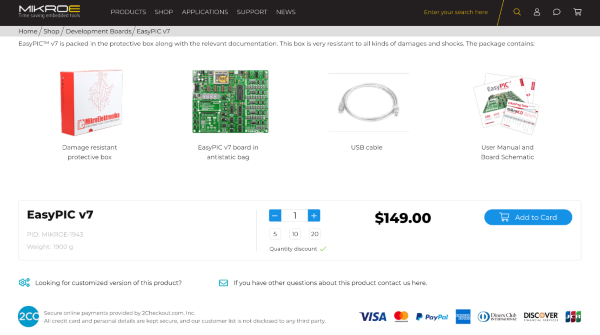 MIKROE
Time saving embedded tools
PRODUCTS SHOP APPLICATIONS SUPPORT NEWS
Enter your search here
Home / Shop / Development Boards / EasyPIC v7
EasyPIC™ v7 is packed in the protective box along with the relevant documentation. This box is very resistant to all kinds of damages and shocks. The package contains:
MikroElektronika
EasyPIC
Damage resistant
protective box
EasyPIC v7 board in
antistatic bag
USB cable
User Manual and
Board Schematic
EasyPIC v7
PID: MIKROE-1943
Weight: 1900 g
− 1 +
5 10 20
Quantity discount
$149.00
Add to Card
Looking for customized version of this product?
If you have other questions about this product contact us here.
2CO
Secure online payments provided by 2Checkout.com, Inc.
All credit card and personal details are kept secure, and our customer list is not disclosed to any third party.
VISA mastercard PayPal Diners Club INTERNATIONAL DISCOVER JCB